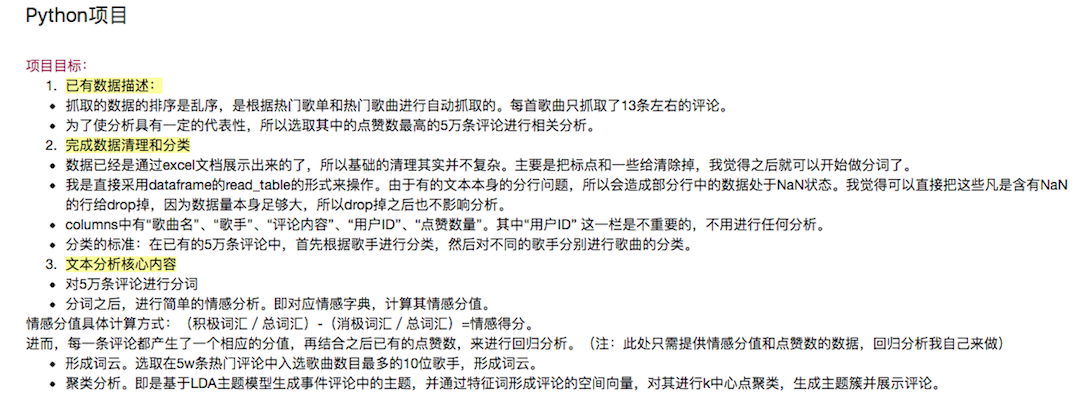 Python项目
项目目标：
1. 已有数据描述：
• 抓取的数据的排序是乱序，是根据热门歌单和热门歌曲进行自动抓取的。每首歌曲只抓取了13条左右的评论。
• 为了使分析具有一定的代表性，所以选取其中的点赞数最高的5万条评论进行相关分析。
2. 完成数据清理和分类
• 数据已经是通过excel文档展示出来的了，所以基础的清理其实并不复杂。主要是把标点和一些给清除掉，我觉得之后就可以开始做分词了。
• 我是直接采用dataframe的read_table的形式来操作。由于有的文本本身的分行问题，所以会造成部分行中的数据处于NaN状态。我觉得可以直接把这些凡是含有NaN
的行给drop掉，因为数据量本身足够大，所以drop掉之后也不影响分析。
• columns中有“歌曲名”、“歌手”、“评论内容”、“用户ID”、“点赞数量”。其中“用户ID” 这一栏是不重要的，不用进行任何分析。
• 分类的标准：在已有的5万条评论中，首先根据歌手进行分类，然后对不同的歌手分别进行歌曲的分类。
3. 文本分析核心内容
• 对5万条评论进行分词
• 分词之后，进行简单的情感分析。即对应情感字典，计算其情感分值。
情感分值具体计算方式：（积极词汇 / 总词汇）-（消极词汇 / 总词汇）=情感得分。
进而，每一条评论都产生了一个相应的分值，再结合之后已有的点赞数，来进行回归分析。（注：此处只需提供情感分值和点赞数的数据，回归分析我自己来做）
• 形成词云。选取在5w条热门评论中入选歌曲数目最多的10位歌手，形成词云。
• 聚类分析。即是基于LDA主题模型生成事件评论中的主题，并通过特征词形成评论的空间向量，对其进行k中心点聚类，生成主题簇并展示评论。